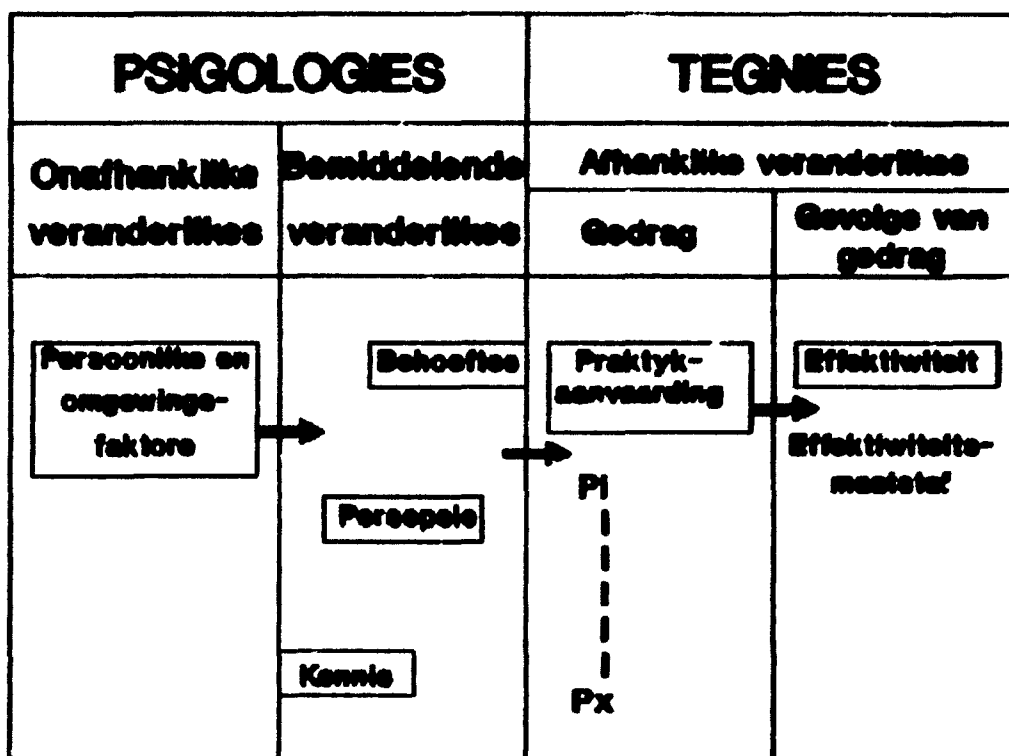 PSIGOLOGIES
TEGNIES
Onafhanklike
veranderlikes
Bemiddelende
veranderlikes
Afhanklike veranderlikes
Gedrag
Gevolge van
gedrag
Persoonlike en
omgewings-
faktore
Behoeftes
Persepsie
Kennis
Praktyk-
aanvaarding
Pi
Px
Effektiwiteit
Effektiwiteits-
maatstaf